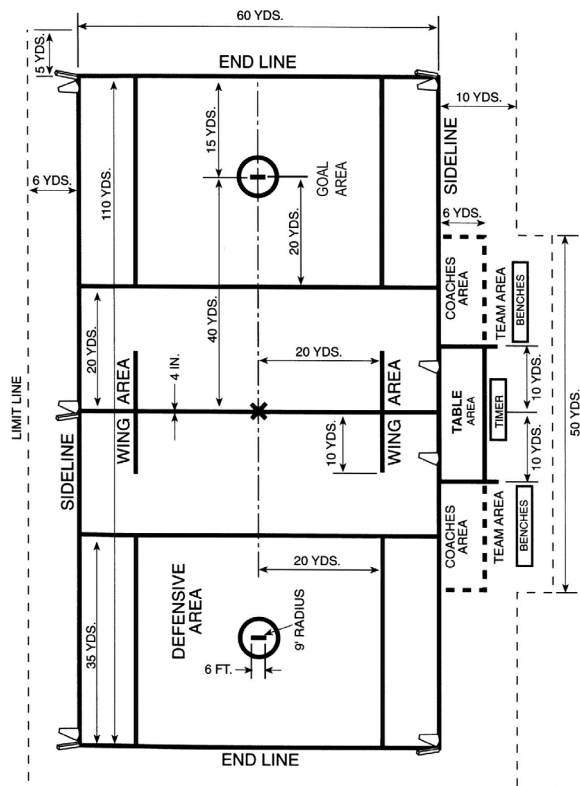 60 YDS.
5 YDS.
END LINE
10 YDS.
15 YDS.
GOAL
AREA
SIDELINE
6 YDS.
110 YDS.
6 YDS.
20 YDS.
40 YDS.
COACHES
AREA
TEAM AREA
BENCHES
20 YDS.
4 IN.
20 YDS.
AREA
10 YDS.
LIMIT LINE
WING
WING
TABLE
AREA
TIMER
50 YDS.
SIDELINE
10 YDS.
10 YDS.
COACHES
AREA
TEAM AREA
BENCHES
AREA
20 YDS.
35 YDS.
DEFENSIVE
AREA
9' RADIUS
6 FT.
END LINE